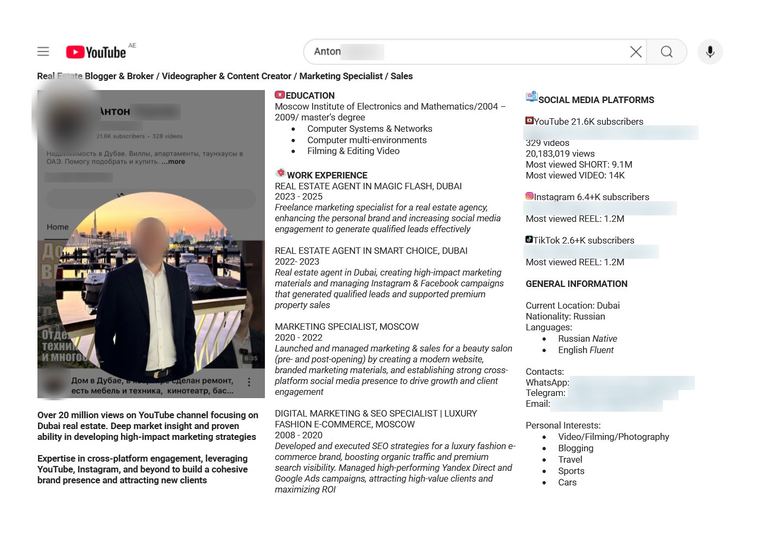 YouTube AE
Anton
Real Estate Blogger & Broker / Videographer & Content Creator / Marketing Specialist / Sales
Антон
21.6K subscribers • 328 videos
Недвижимость в Дубае. Виллы, апартаменты, таунхаусы в
ОАЭ. Помогу подобрать и купить. ...more
Home
6:35
Дом в Дубае, в
сделан ремонт,
есть мебель и техника, кинотеатр, бас...
Over 20 million views on YouTube channel focusing on
Dubai real estate. Deep market insight and proven
ability in developing high-impact marketing strategies
Expertise in cross-platform engagement, leveraging
YouTube, Instagram, and beyond to build a cohesive
brand presence and attracting new clients
EDUCATION
Moscow Institute of Electronics and Mathematics/2004 –
2009/ master's degree
• Computer Systems & Networks
• Computer multi-environments
• Filming & Editing Video
WORK EXPERIENCE
REAL ESTATE AGENT IN MAGIC FLASH, DUBAI
2023 - 2025
Freelance marketing specialist for a real estate agency,
enhancing the personal brand and increasing social media
engagement to generate qualified leads effectively
REAL ESTATE AGENT IN SMART CHOICE, DUBAI
2022- 2023
Real estate agent in Dubai, creating high-impact marketing
materials and managing Instagram & Facebook campaigns
that generated qualified leads and supported premium
property sales
MARKETING SPECIALIST, MOSCOW
2020 - 2022
Launched and managed marketing & sales for a beauty salon
(pre- and post-opening) by creating a modern website,
branded marketing materials, and establishing strong cross-
platform social media presence to drive growth and client
engagement
DIGITAL MARKETING & SEO SPECIALIST | LUXURY
FASHION E-COMMERCE, MOSCOW
2008 - 2020
Developed and executed SEO strategies for a luxury fashion e-
commerce brand, boosting organic traffic and premium
search visibility. Managed high-performing Yandex Direct and
Google Ads campaigns, attracting high-value clients and
maximizing ROI
SOCIAL MEDIA PLATFORMS
YouTube 21.6K subscribers
329 videos
20,183,019 views
Most viewed SHORT: 9.1M
Most viewed VIDEO: 14K
Instagram 6.4+K subscribers
Most viewed REEL: 1.2M
TikTok 2.6+K subscribers
Most viewed REEL: 1.2M
GENERAL INFORMATION
Current Location: Dubai
Nationality: Russian
Languages:
• Russian Native
• English Fluent
Contacts:
WhatsApp:
Telegram:
Email:
Personal Interests:
• Video/Filming/Photography
• Blogging
• Travel
• Sports
• Cars